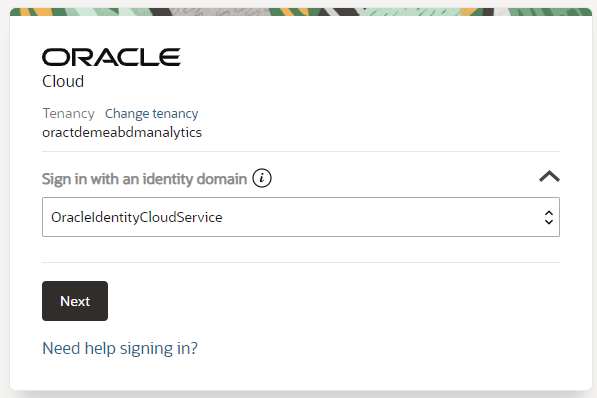 ORACLE
Cloud
Tenancy Change tenancy
oractdemeabdmanalytics
Sign in with an identity domain i
OracleIdentityCloudService
Next
Need help signing in?